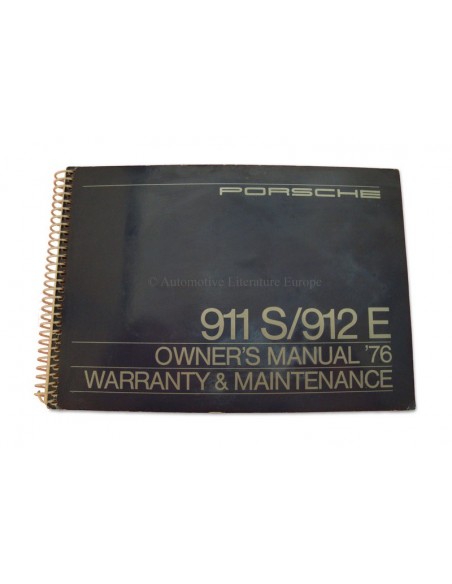 PORSCHE
© Automotive Literature Europe
911 S/912 E
OWNER'S MANUAL '76
WARRANTY & MAINTENANCE